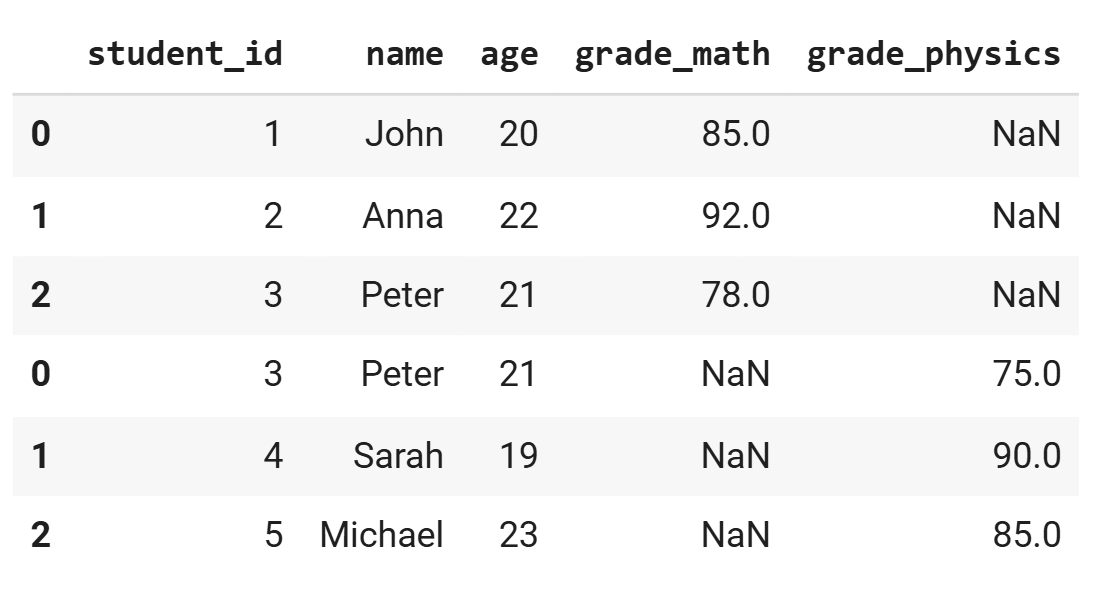 student_id name age grade_math grade_physics
0 1 John 20 85.0 NaN
1 2 Anna 22 92.0 NaN
2 3 Peter 21 78.0 NaN
0 3 Peter 21 NaN 75.0
1 4 Sarah 19 NaN 90.0
2 5 Michael 23 NaN 85.0